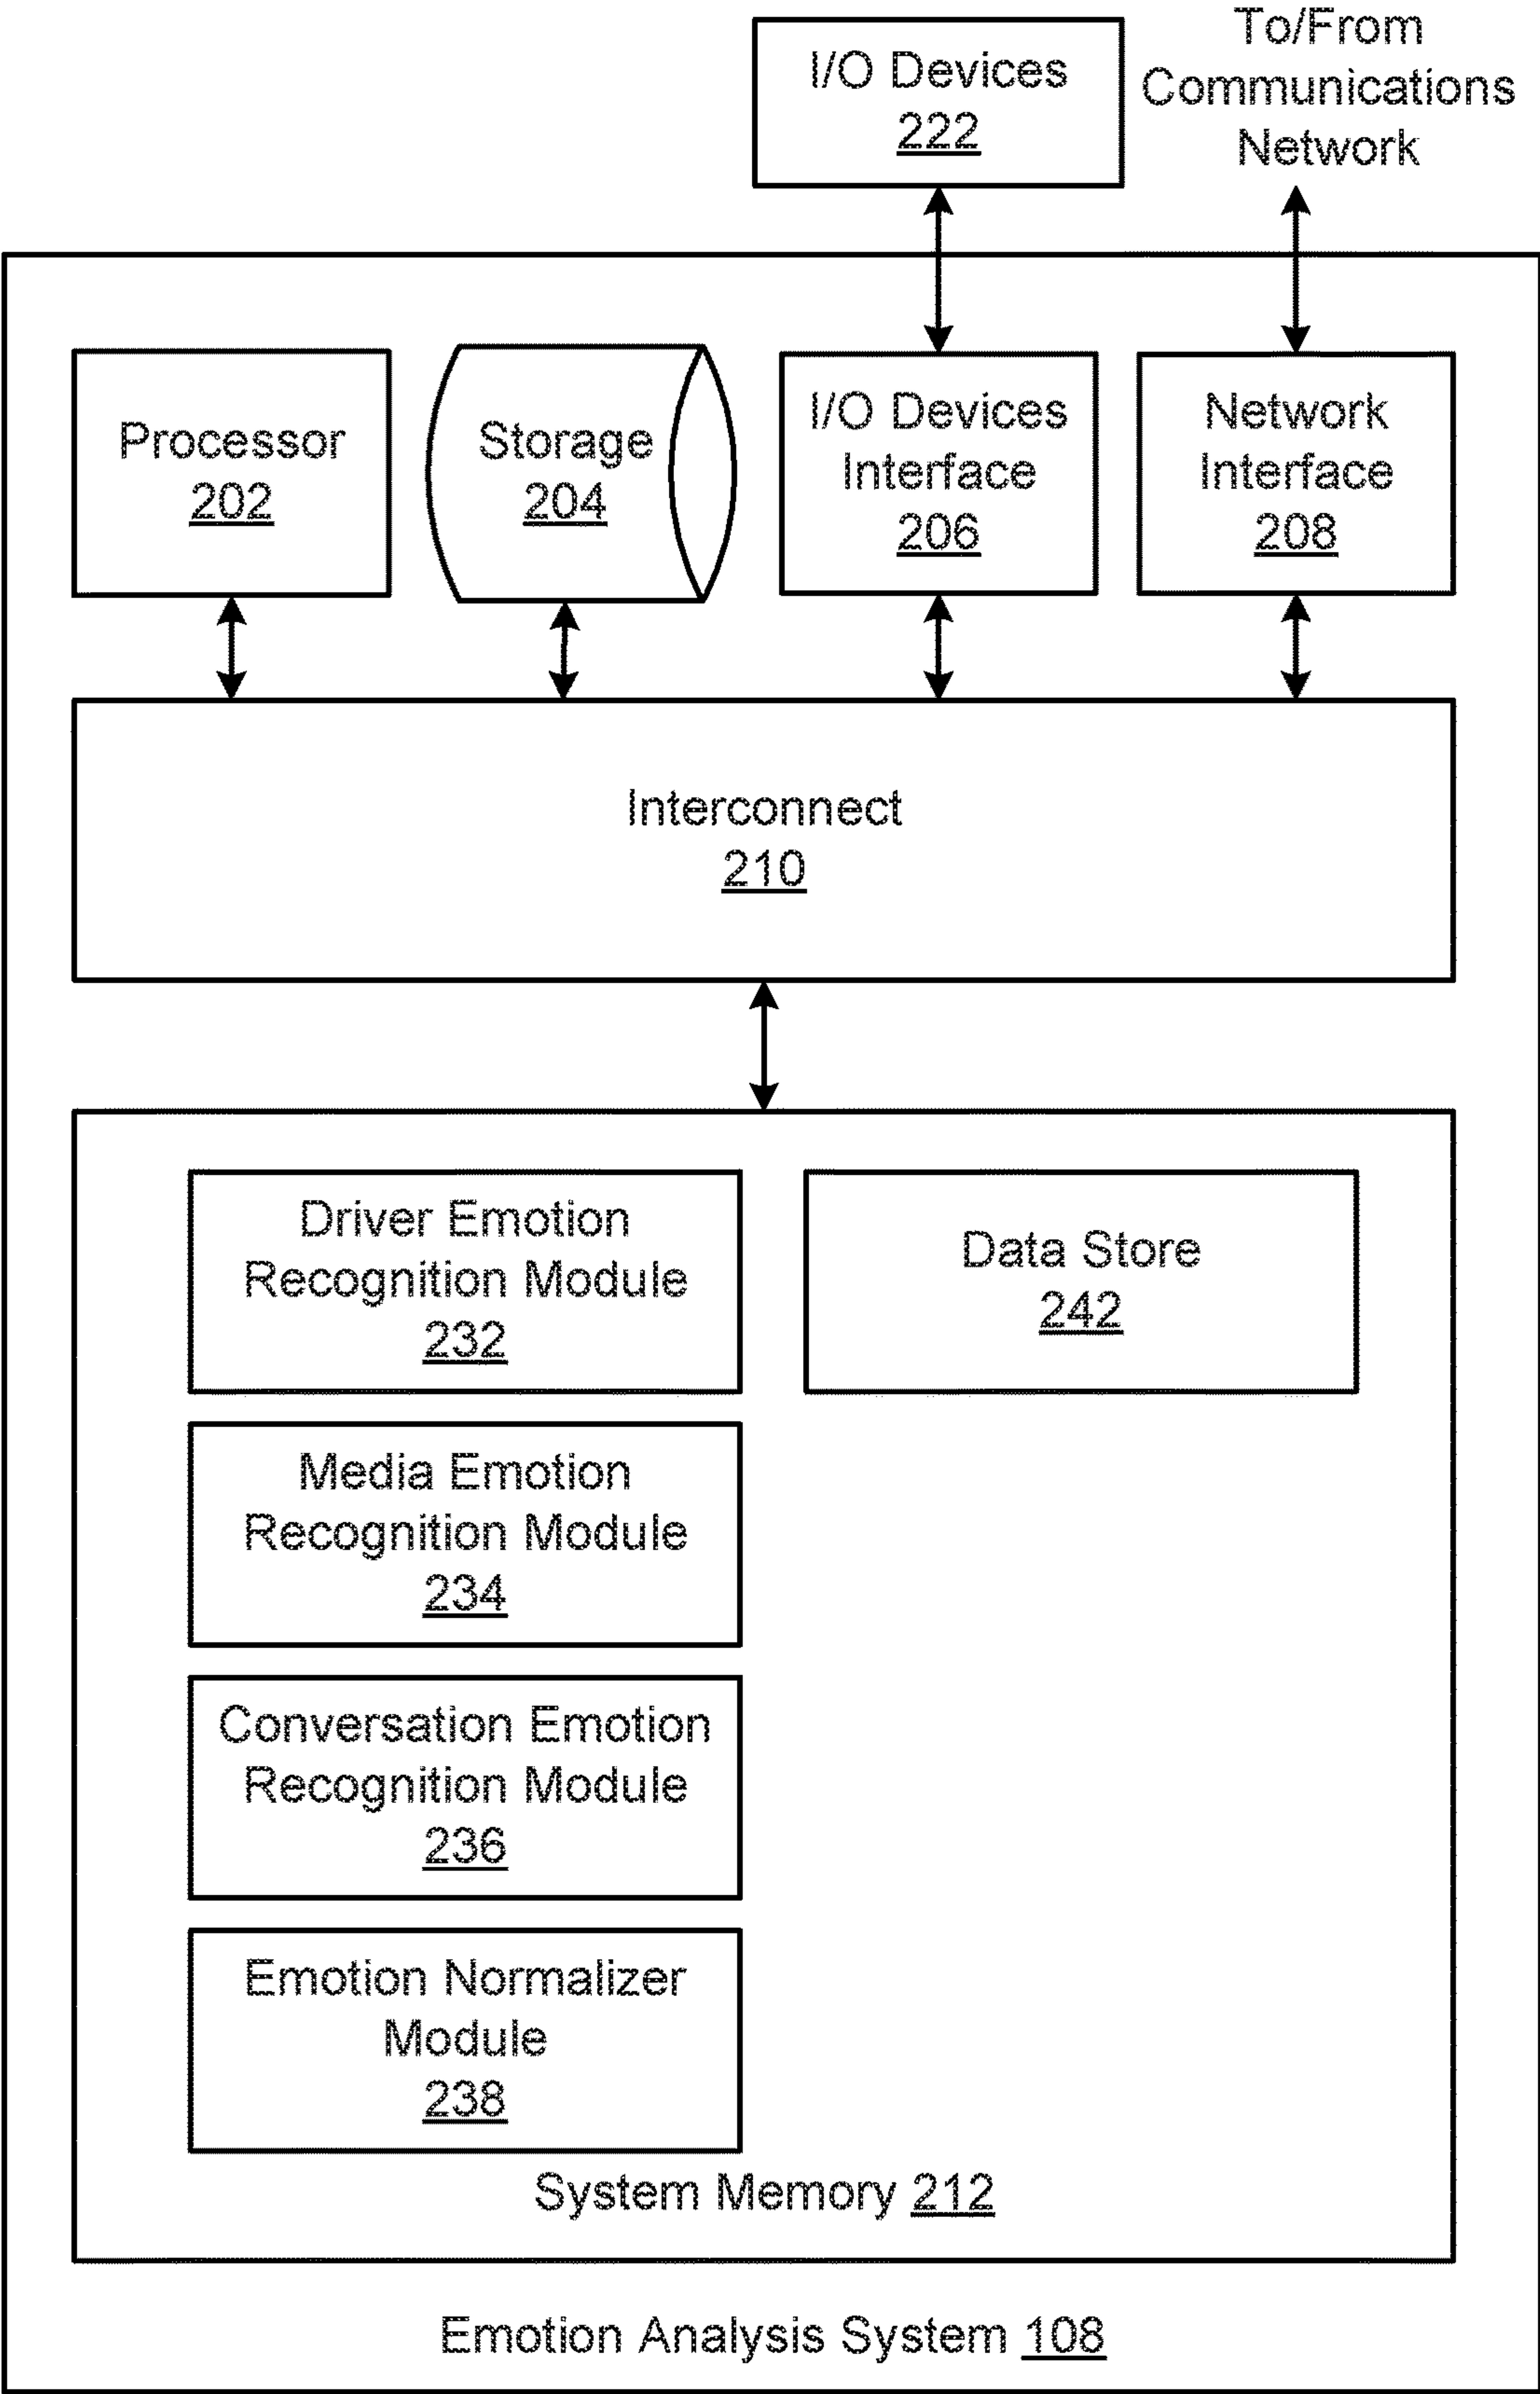 I/O Devices
222
To/From
Communications
Network
Processor
202
Storage
204
I/O Devices
Interface
206
Network
Interface
208
Interconnect
210
Driver Emotion
Recognition Module
232
Data Store
242
Media Emotion
Recognition Module
234
Conversation Emotion
Recognition Module
236
Emotion Normalizer
Module
238
System Memory 212
Emotion Analysis System 108